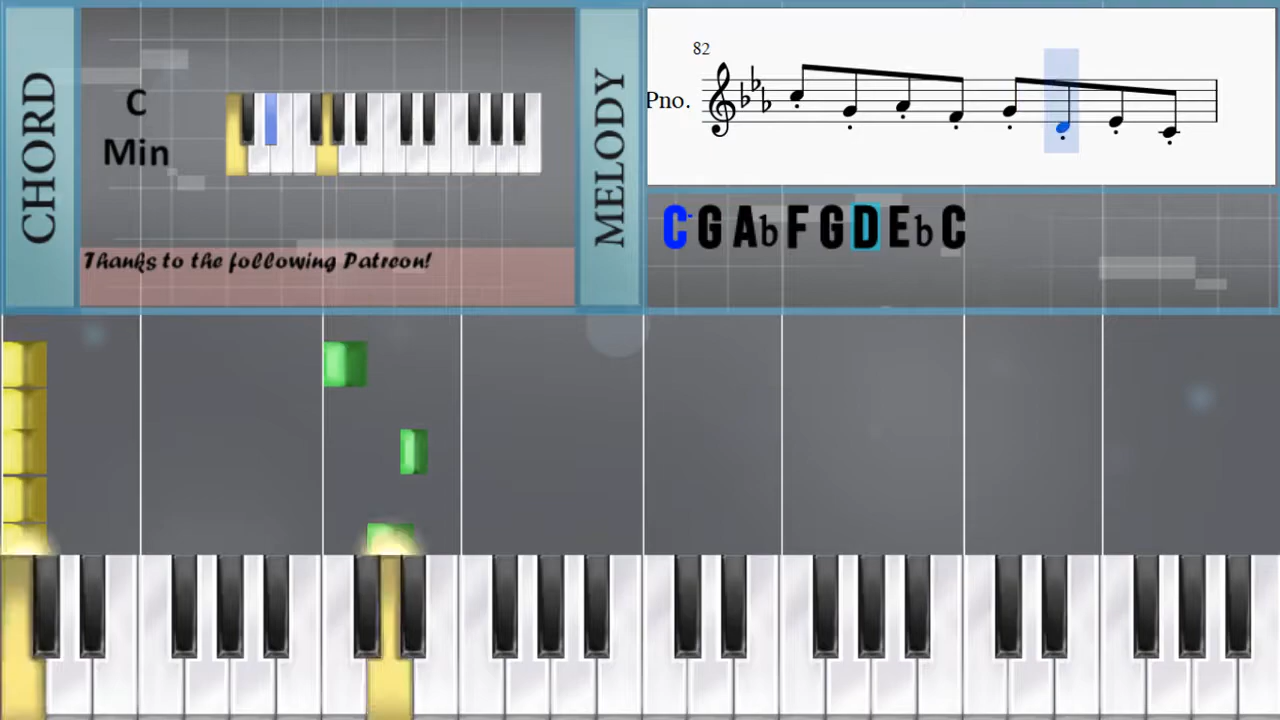 CHORD
C
Min
Thanks to the following Patreon!
MELODY
82
Pno.
C G Ab F G D Eb C